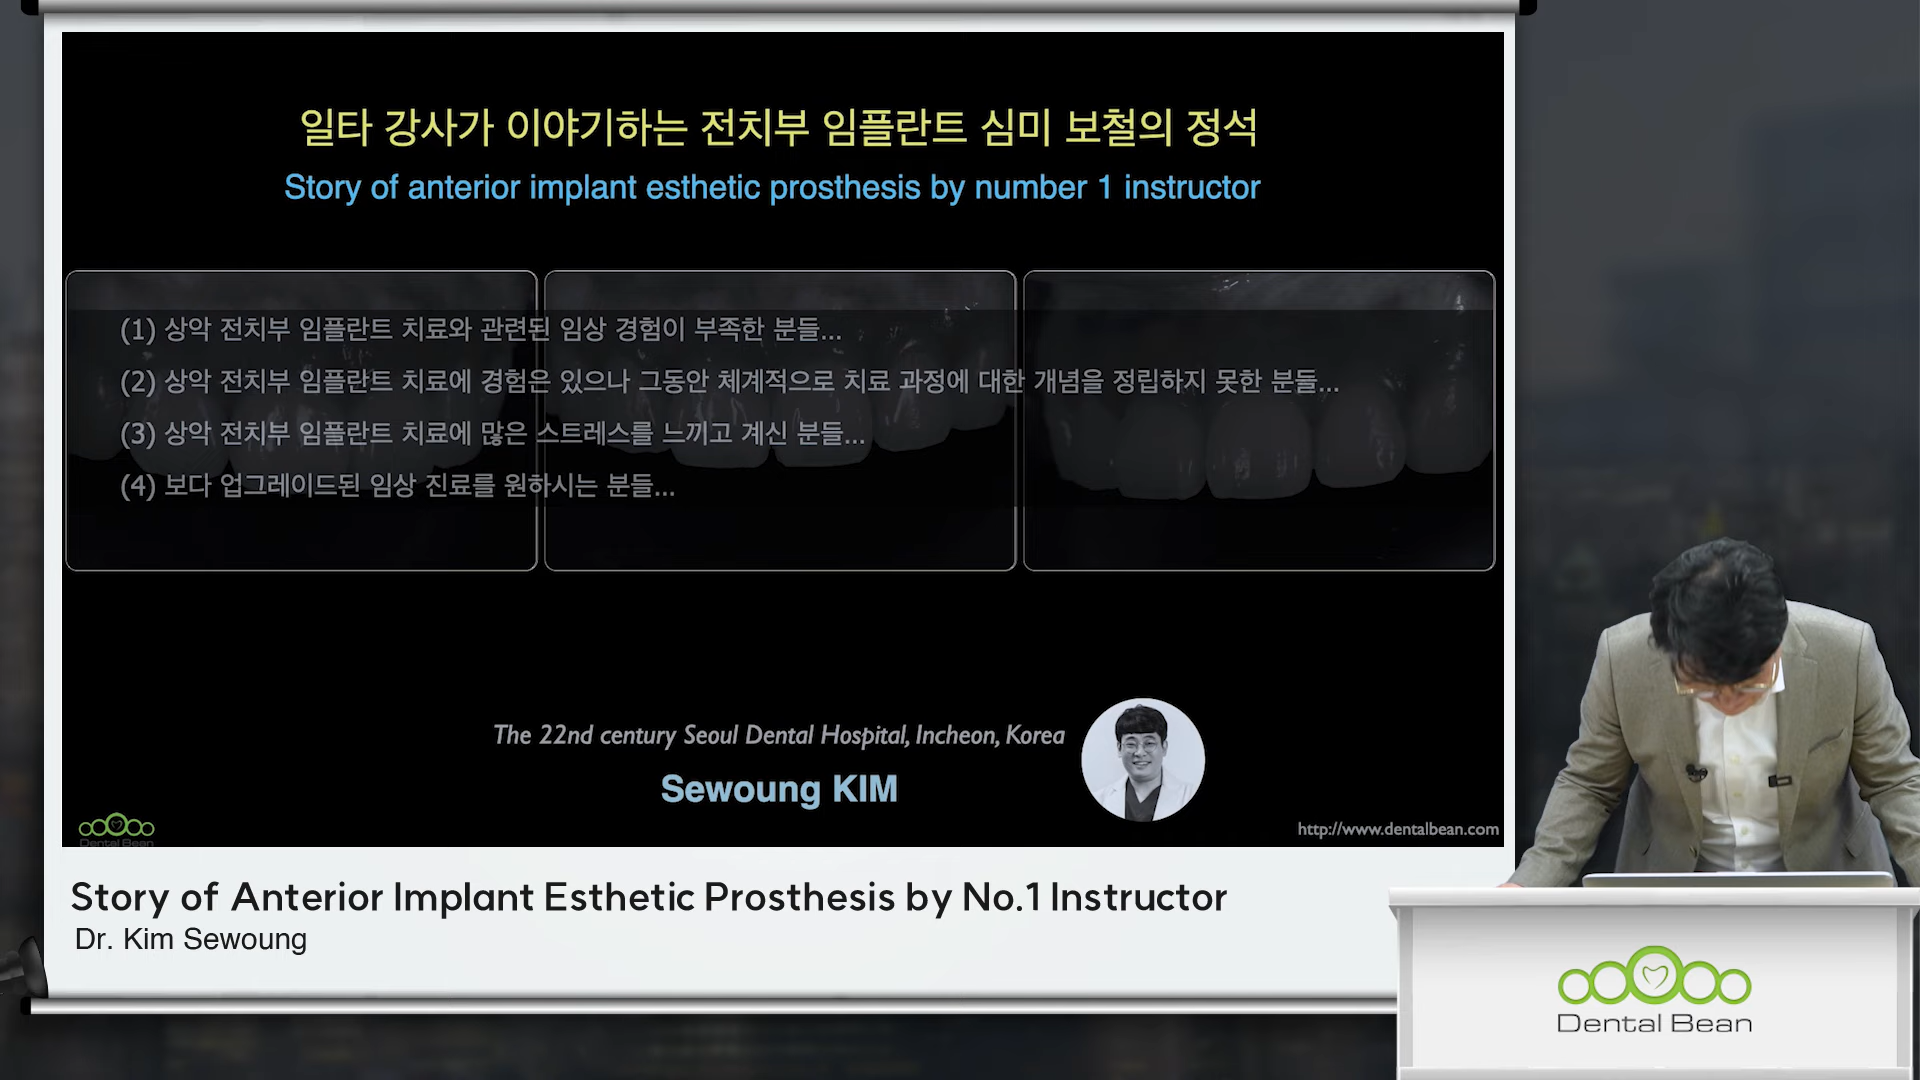 일타 강사가 이야기하는 전치부 임플란트 심미 보철의 정석
Story of anterior implant esthetic prosthesis by number 1 instructor
(1) 상악 전치부 임플란트 치료와 관련된 임상 경험이 부족한 분들...
(2) 상악 전치부 임플란트 치료에 경험은 있으나 그동안 체계적으로 치료 과정에 대한 개념을 정립하지 못한 분들...
(3) 상악 전치부 임플란트 치료에 많은 스트레스를 느끼고 계신 분들...
(4) 보다 업그레이드된 임상 진료를 원하시는 분들...
The 22nd century Seoul Dental Hospital, Incheon, Korea
Sewoung KIM
Dental Bean
http://www.dentalbean.com
Story of Anterior Implant Esthetic Prosthesis by No.1 Instructor
Dr. Kim Sewoung
Dental Bean